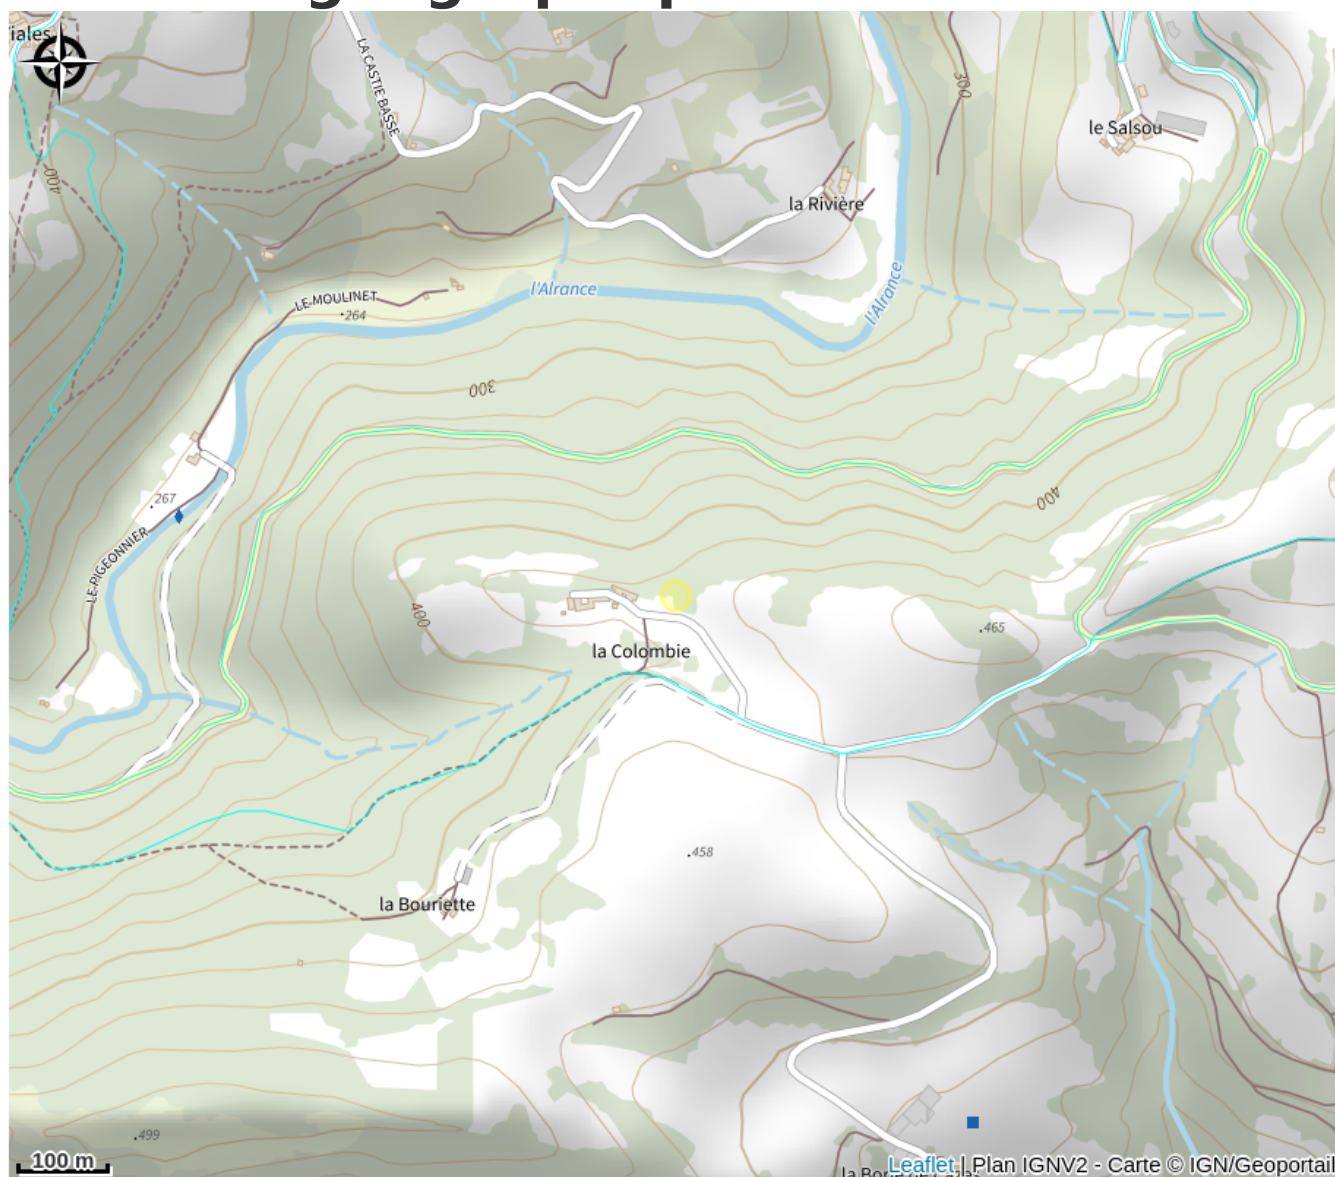 iales
LA CASTIE BASSE
300
le Salsou
400
la Rivière
l'Alrance
l'Alrance
LE MOULINET
264
300
400
267
LE PIGEONNIER
400
465
la Colombie
458
la Bouriette
499
100 m
Leaflet | Plan IGNV2 - Carte © IGN/Geoportail